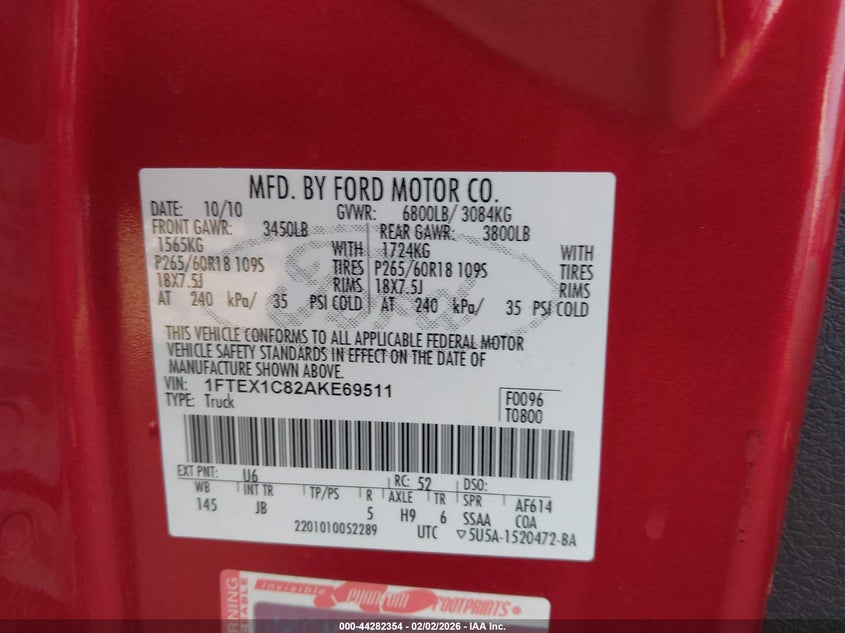 MFD. BY FORD MOTOR CO.
DATE: 10/10 GVWR: 6800LB/ 3084KG
FRONT GAWR: 3450LB REAR GAWR: 3800LB
1565KG WITH 1724KG WITH
P265/60R18 109S TIRES P265/60R18 109S TIRES
18X7.5J RIMS 18X7.5J RIMS
AT 240 kPa/ 35 PSI COLD AT 240 kPa/ 35 PSI COLD
THIS VEHICLE CONFORMS TO ALL APPLICABLE FEDERAL MOTOR
VEHICLE SAFETY STANDARDS IN EFFECT ON THE DATE OF
MANUFACTURE SHOWN ABOVE.
VIN: 1FTEX1C82AKE69511 F0096
TYPE: Truck T0800
EXT PNT: U6 RC: 52 DSO:
WB INT TR TP/PS R AXLE TR SPR AF614
145 JB 5 H9 6 SSAA COA
2201010052289 UTC ▽5U5A-1520472-BA
invisible PHANTOM FOOTPRINTS
000-44282354 - 02/02/2026 - IAA Inc.